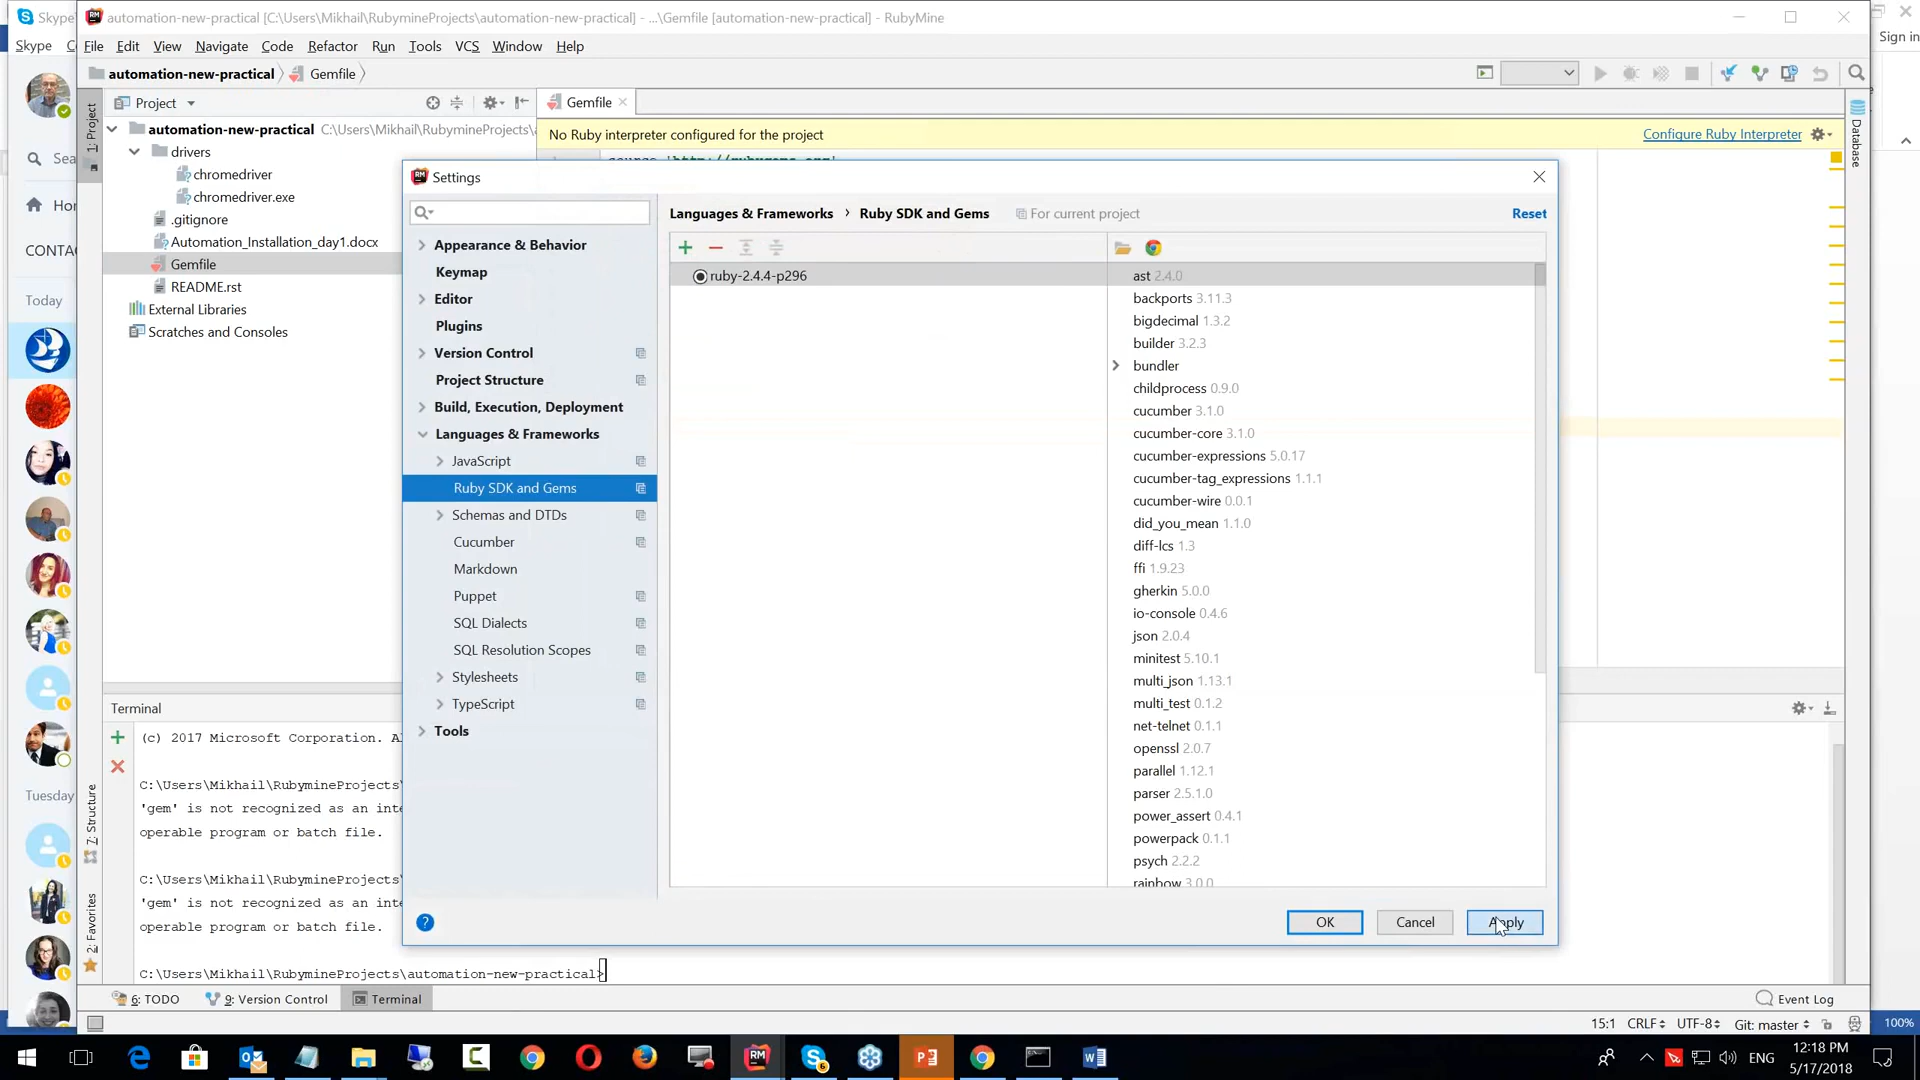 automation-new-practical [C:\Users\Mikhail\RubymineProjects\automation-new-practical] - ...\Gemfile [automation-new-practical] - RubyMine
Skype
Sign in
File Edit View Navigate Code Refactor Run Tools VCS Window Help
automation-new-practical Gemfile
Project
Gemfile
1: Project
automation-new-practical C:\Users\Mikhail\RubymineProjects\
No Ruby interpreter configured for the project
Configure Ruby Interpreter
Database
drivers
chromedriver
chromedriver.exe
.gitignore
Automation_Installation_day1.docx
Gemfile
README.rst
External Libraries
Scratches and Consoles
Today
Tuesday
Settings
Languages & Frameworks › Ruby SDK and Gems
For current project
Reset
Appearance & Behavior
Keymap
Editor
Plugins
Version Control
Project Structure
Build, Execution, Deployment
Languages & Frameworks
JavaScript
Ruby SDK and Gems
Schemas and DTDs
Cucumber
Markdown
Puppet
SQL Dialects
SQL Resolution Scopes
Stylesheets
TypeScript
Tools
ruby-2.4.4-p296
ast 2.4.0
backports 3.11.3
bigdecimal 1.3.2
builder 3.2.3
bundler
childprocess 0.9.0
cucumber 3.1.0
cucumber-core 3.1.0
cucumber-expressions 5.0.17
cucumber-tag_expressions 1.1.1
cucumber-wire 0.0.1
did_you_mean 1.1.0
diff-lcs 1.3
ffi 1.9.23
gherkin 5.0.0
io-console 0.4.6
json 2.0.4
minitest 5.10.1
multi_json 1.13.1
multi_test 0.1.2
net-telnet 0.1.1
openssl 2.0.7
parallel 1.12.1
parser 2.5.1.0
power_assert 0.4.1
powerpack 0.1.1
psych 2.2.2
rainbow 3.0.0
OK Cancel Apply
Terminal
(c) 2017 Microsoft Corporation.
C:\Users\Mikhail\RubymineProjects\
'gem' is not recognized as an
operable program or batch file.
C:\Users\Mikhail\RubymineProjects\
'gem' is not recognized as an
operable program or batch file.
C:\Users\Mikhail\RubymineProjects\automation-new-practical>
7: Structure
2: Favorites
6: TODO 9: Version Control Terminal
Event Log
15:1 CRLF UTF-8 Git: master
100%
ENG
12:18 PM
5/17/2018